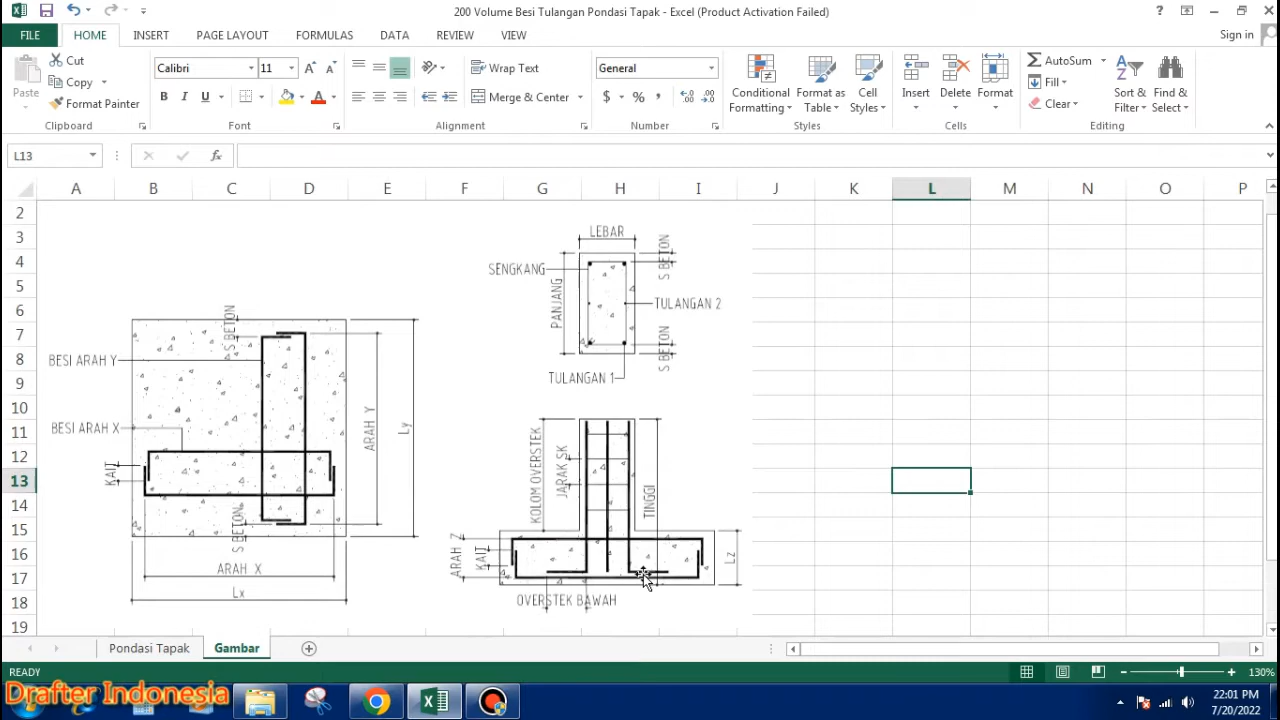 200 Volume Besi Tulangan Pondasi Tapak - Excel (Product Activation Failed)
FILE HOME INSERT PAGE LAYOUT FORMULAS DATA REVIEW VIEW Sign in
Paste
Cut
Copy
Format Painter
Clipboard
Calibri 11
B I U
Font
Wrap Text
Merge & Center
Alignment
General
$ % ,
Number
Conditional Formatting
Format as Table
Cell Styles
Styles
Insert
Delete
Format
Cells
AutoSum
Fill
Clear
Sort & Filter
Find & Select
Editing
L13
A B C D E F G H I J K L M N O P
2
3
4
5
6
7
8
9
10
11
12
13
14
15
16
17
18
19
S BETON
BESI ARAH Y
BESI ARAH X
KAIT
ARAH Y
Ly
S BETON
ARAH X
Lx
LEBAR
S BETON
SENGKANG
PANJANG
TULANGAN 2
S BETON
TULANGAN 1
KOLOM OVERSTEK
JARAK SK
TINGGI
ARAH Z
KAIT
Lz
OVERSTEK BAWAH
Pondasi Tapak Gambar
READY
130%
Drafter Indonesia
22:01 PM
7/20/2022